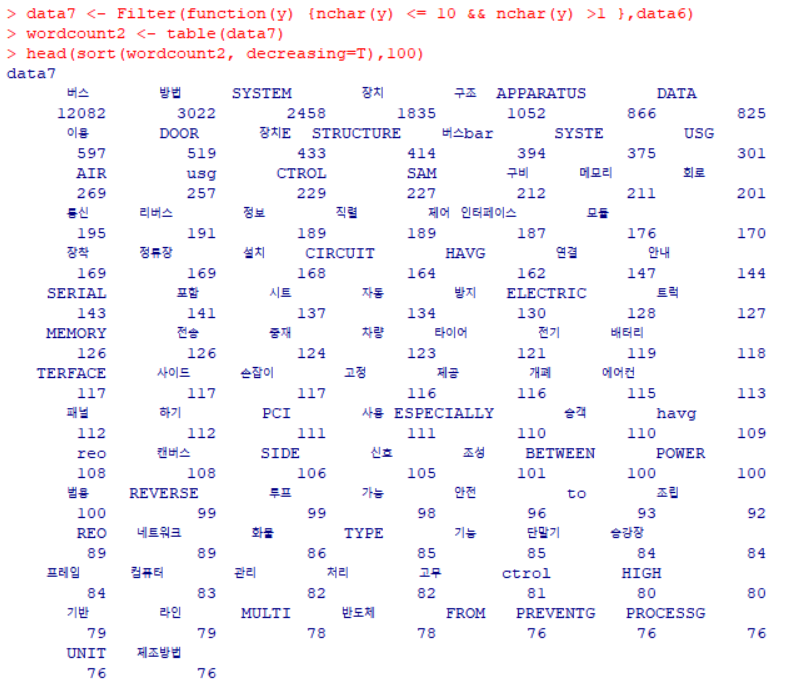 > data7 <- Filter(function(y) {nchar(y) <= 10 && nchar(y) >1 },data6)
> wordcount2 <- table(data7)
> head(sort(wordcount2, decreasing=T),100)
data7
버스 방법 SYSTEM 장치 구조 APPARATUS DATA
12082 3022 2458 1835 1052 866 825
이용 DOOR 장치E STRUCTURE 버스bar SYSTE USG
597 519 433 414 394 375 301
AIR usg CTROL SAM 구비 메모리 회로
269 257 229 227 212 211 201
통신 리버스 정보 직렬 제어 인터페이스 모듈
195 191 189 189 187 176 170
장착 정류장 설치 CIRCUIT HAVG 연결 안내
169 169 168 164 162 147 144
SERIAL 포함 시트 자동 방지 ELECTRIC 트럭
143 141 137 134 130 128 127
MEMORY 전송 중재 차량 타이어 전기 배터리
126 126 124 123 121 119 118
TERFACE 사이드 손잡이 고정 제공 개폐 에어컨
117 117 117 116 116 115 113
패널 하기 PCI 사용 ESPECIALLY 승객 havg
112 112 111 111 110 110 109
reo 캔버스 SIDE 신호 조성 BETWEEN POWER
108 108 106 105 101 100 100
범용 REVERSE 루프 가능 안전 to 조립
100 99 99 98 96 93 92
REO 네트워크 화물 TYPE 기능 단말기 승강장
89 89 86 85 85 84 84
프레임 컴퓨터 관리 처리 고무 ctrol HIGH
84 83 82 82 81 80 80
기반 라인 MULTI 반도체 FROM PREVENTG PROCESSG
79 79 78 78 76 76 76
UNIT 제조방법
76 76